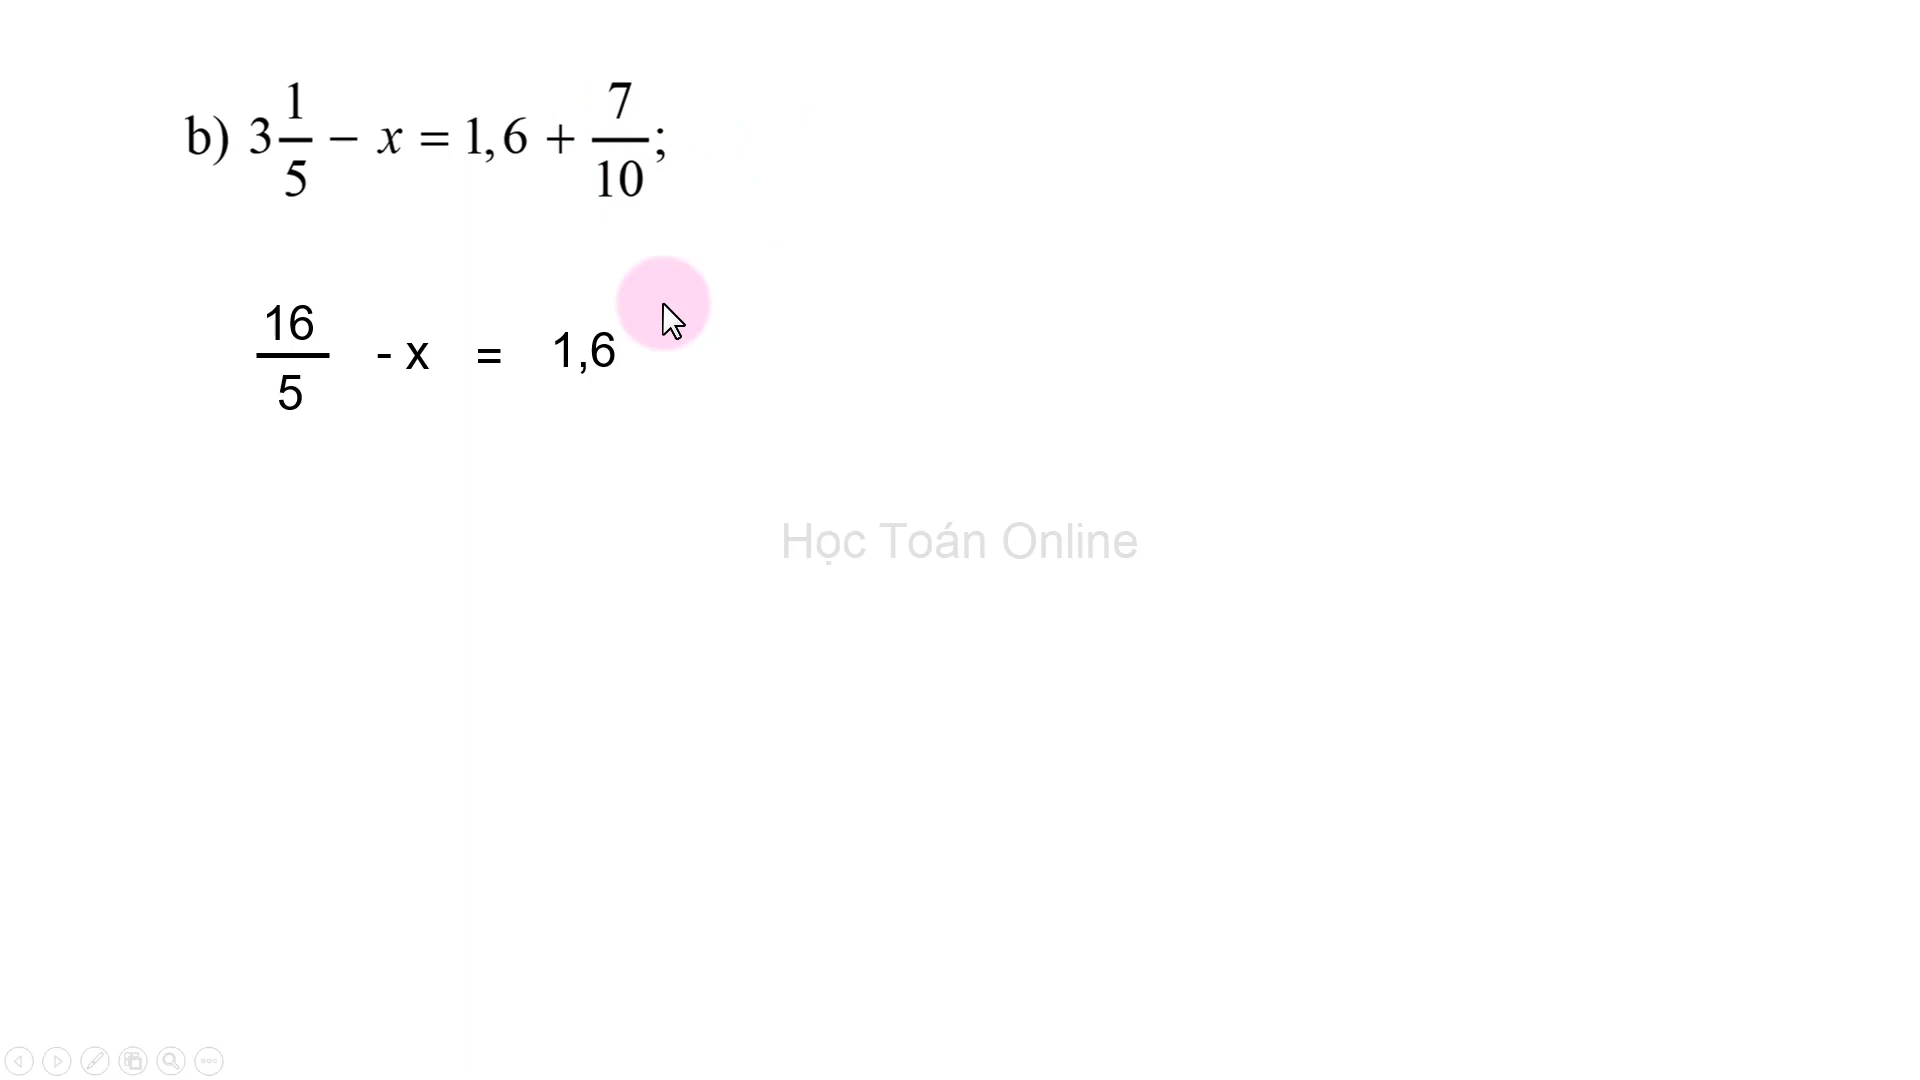 b) 3 1/5 − x = 1,6 + 7/10;
16/5 - x = 1,6
Học Toán Online